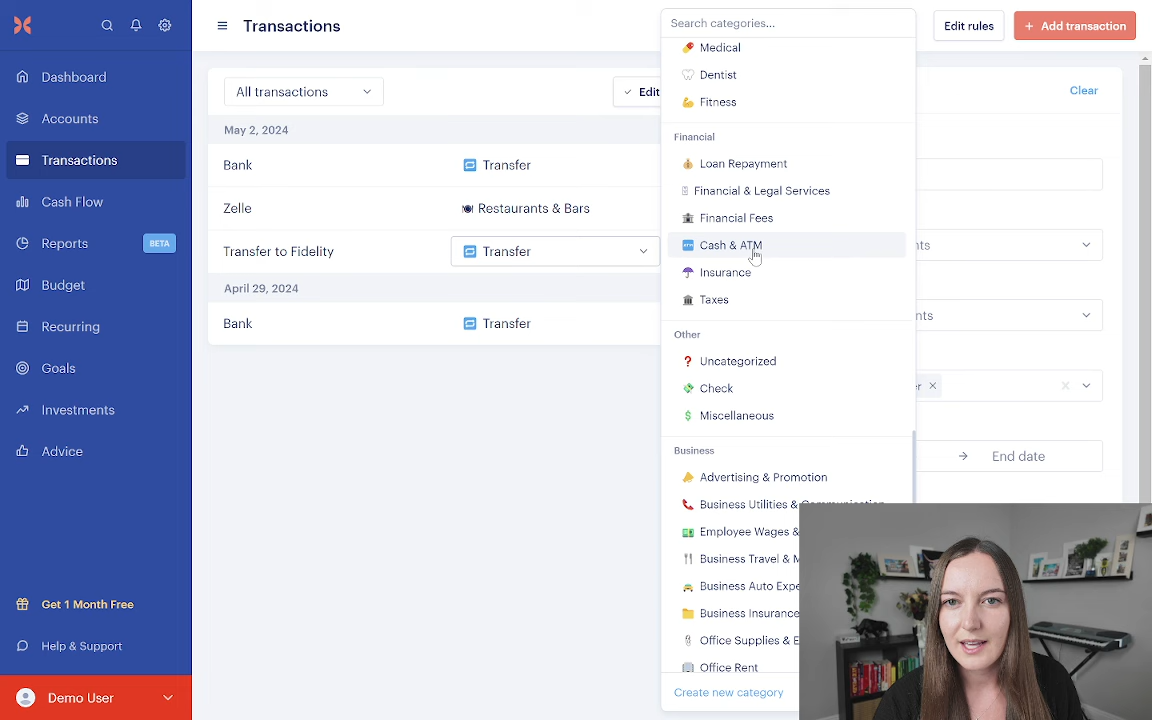 Transactions
Search categories...
Edit rules
+ Add transaction
Dashboard
Accounts
Transactions
Cash Flow
Reports
BETA
Budget
Recurring
Goals
Investments
Advice
Get 1 Month Free
Help & Support
Demo User
All transactions
Edit
Clear
May 2, 2024
Bank
Transfer
Zelle
Restaurants & Bars
Transfer to Fidelity
Transfer
April 29, 2024
Bank
Transfer
Medical
Dentist
Fitness
Financial
Loan Repayment
Financial & Legal Services
Financial Fees
Cash & ATM
Insurance
Taxes
Other
Uncategorized
Check
Miscellaneous
Business
Advertising & Promotion
Business Utilities & Communication
Employee Wages &
Business Travel & M
Business Auto Expe
Business Insurance
Office Supplies & E
Office Rent
Create new category
nts
nts
er
End date